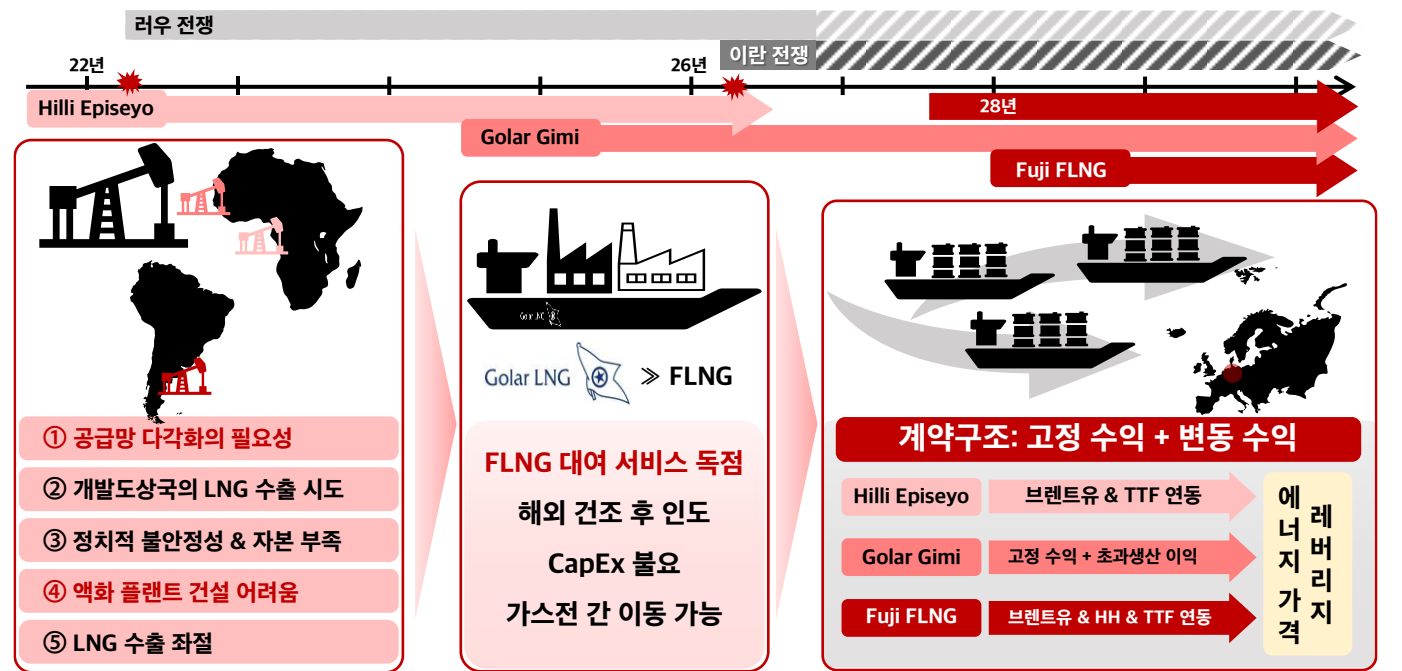 러우 전쟁
이란 전쟁
22년
26년
Hilli Episeyo
28년
Golar Gimi
Fuji FLNG
① 공급망 다각화의 필요성
② 개발도상국의 LNG 수출 시도
③ 정치적 불안정성 & 자본 부족
④ 액화 플랜트 건설 어려움
⑤ LNG 수출 좌절
Golar LNG
Golar LNG ≫ FLNG
FLNG 대여 서비스 독점
해외 건조 후 인도
CapEx 불요
가스전 간 이동 가능
계약구조: 고정 수익 + 변동 수익
Hilli Episeyo 브렌트유 & TTF 연동
Golar Gimi 고정 수익 + 초과생산 이익
Fuji FLNG 브렌트유 & HH & TTF 연동
에너지 가격
레버리지